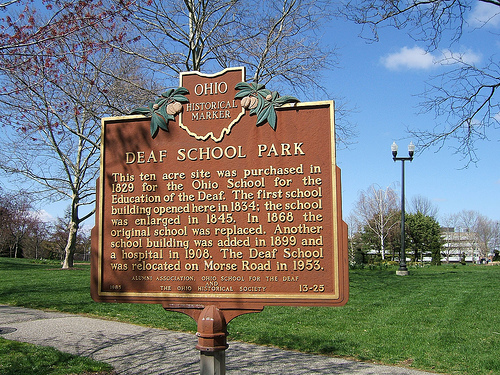 OHIO
HISTORICAL
MARKER
DEAF SCHOOL PARK
This ten acre site was purchased in
1829 for the Ohio School for the
Education of the Deaf. The first school
building opened here in 1834; the school
was enlarged in 1845. In 1868 the
original school was replaced. Another
school building was added in 1899 and
a hospital in 1908. The Deaf School
was relocated on Morse Road in 1953.
ALUMNI ASSOCIATION, OHIO SCHOOL FOR THE DEAF
AND
THE OHIO HISTORICAL SOCIETY
13-25